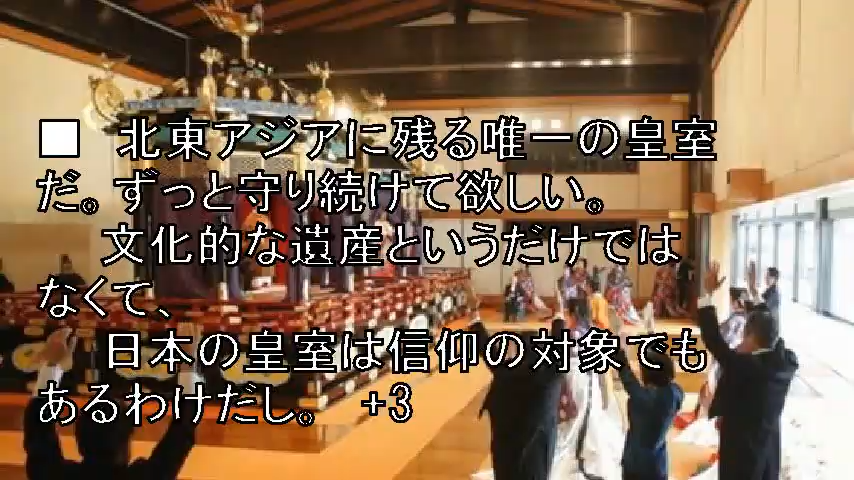 ■　北東アジアに残る唯一の皇室
だ。ずっと守り続けて欲しい。
文化的な遺産というだけでは
なくて、
日本の皇室は信仰の対象でも
あるわけだし。　+3